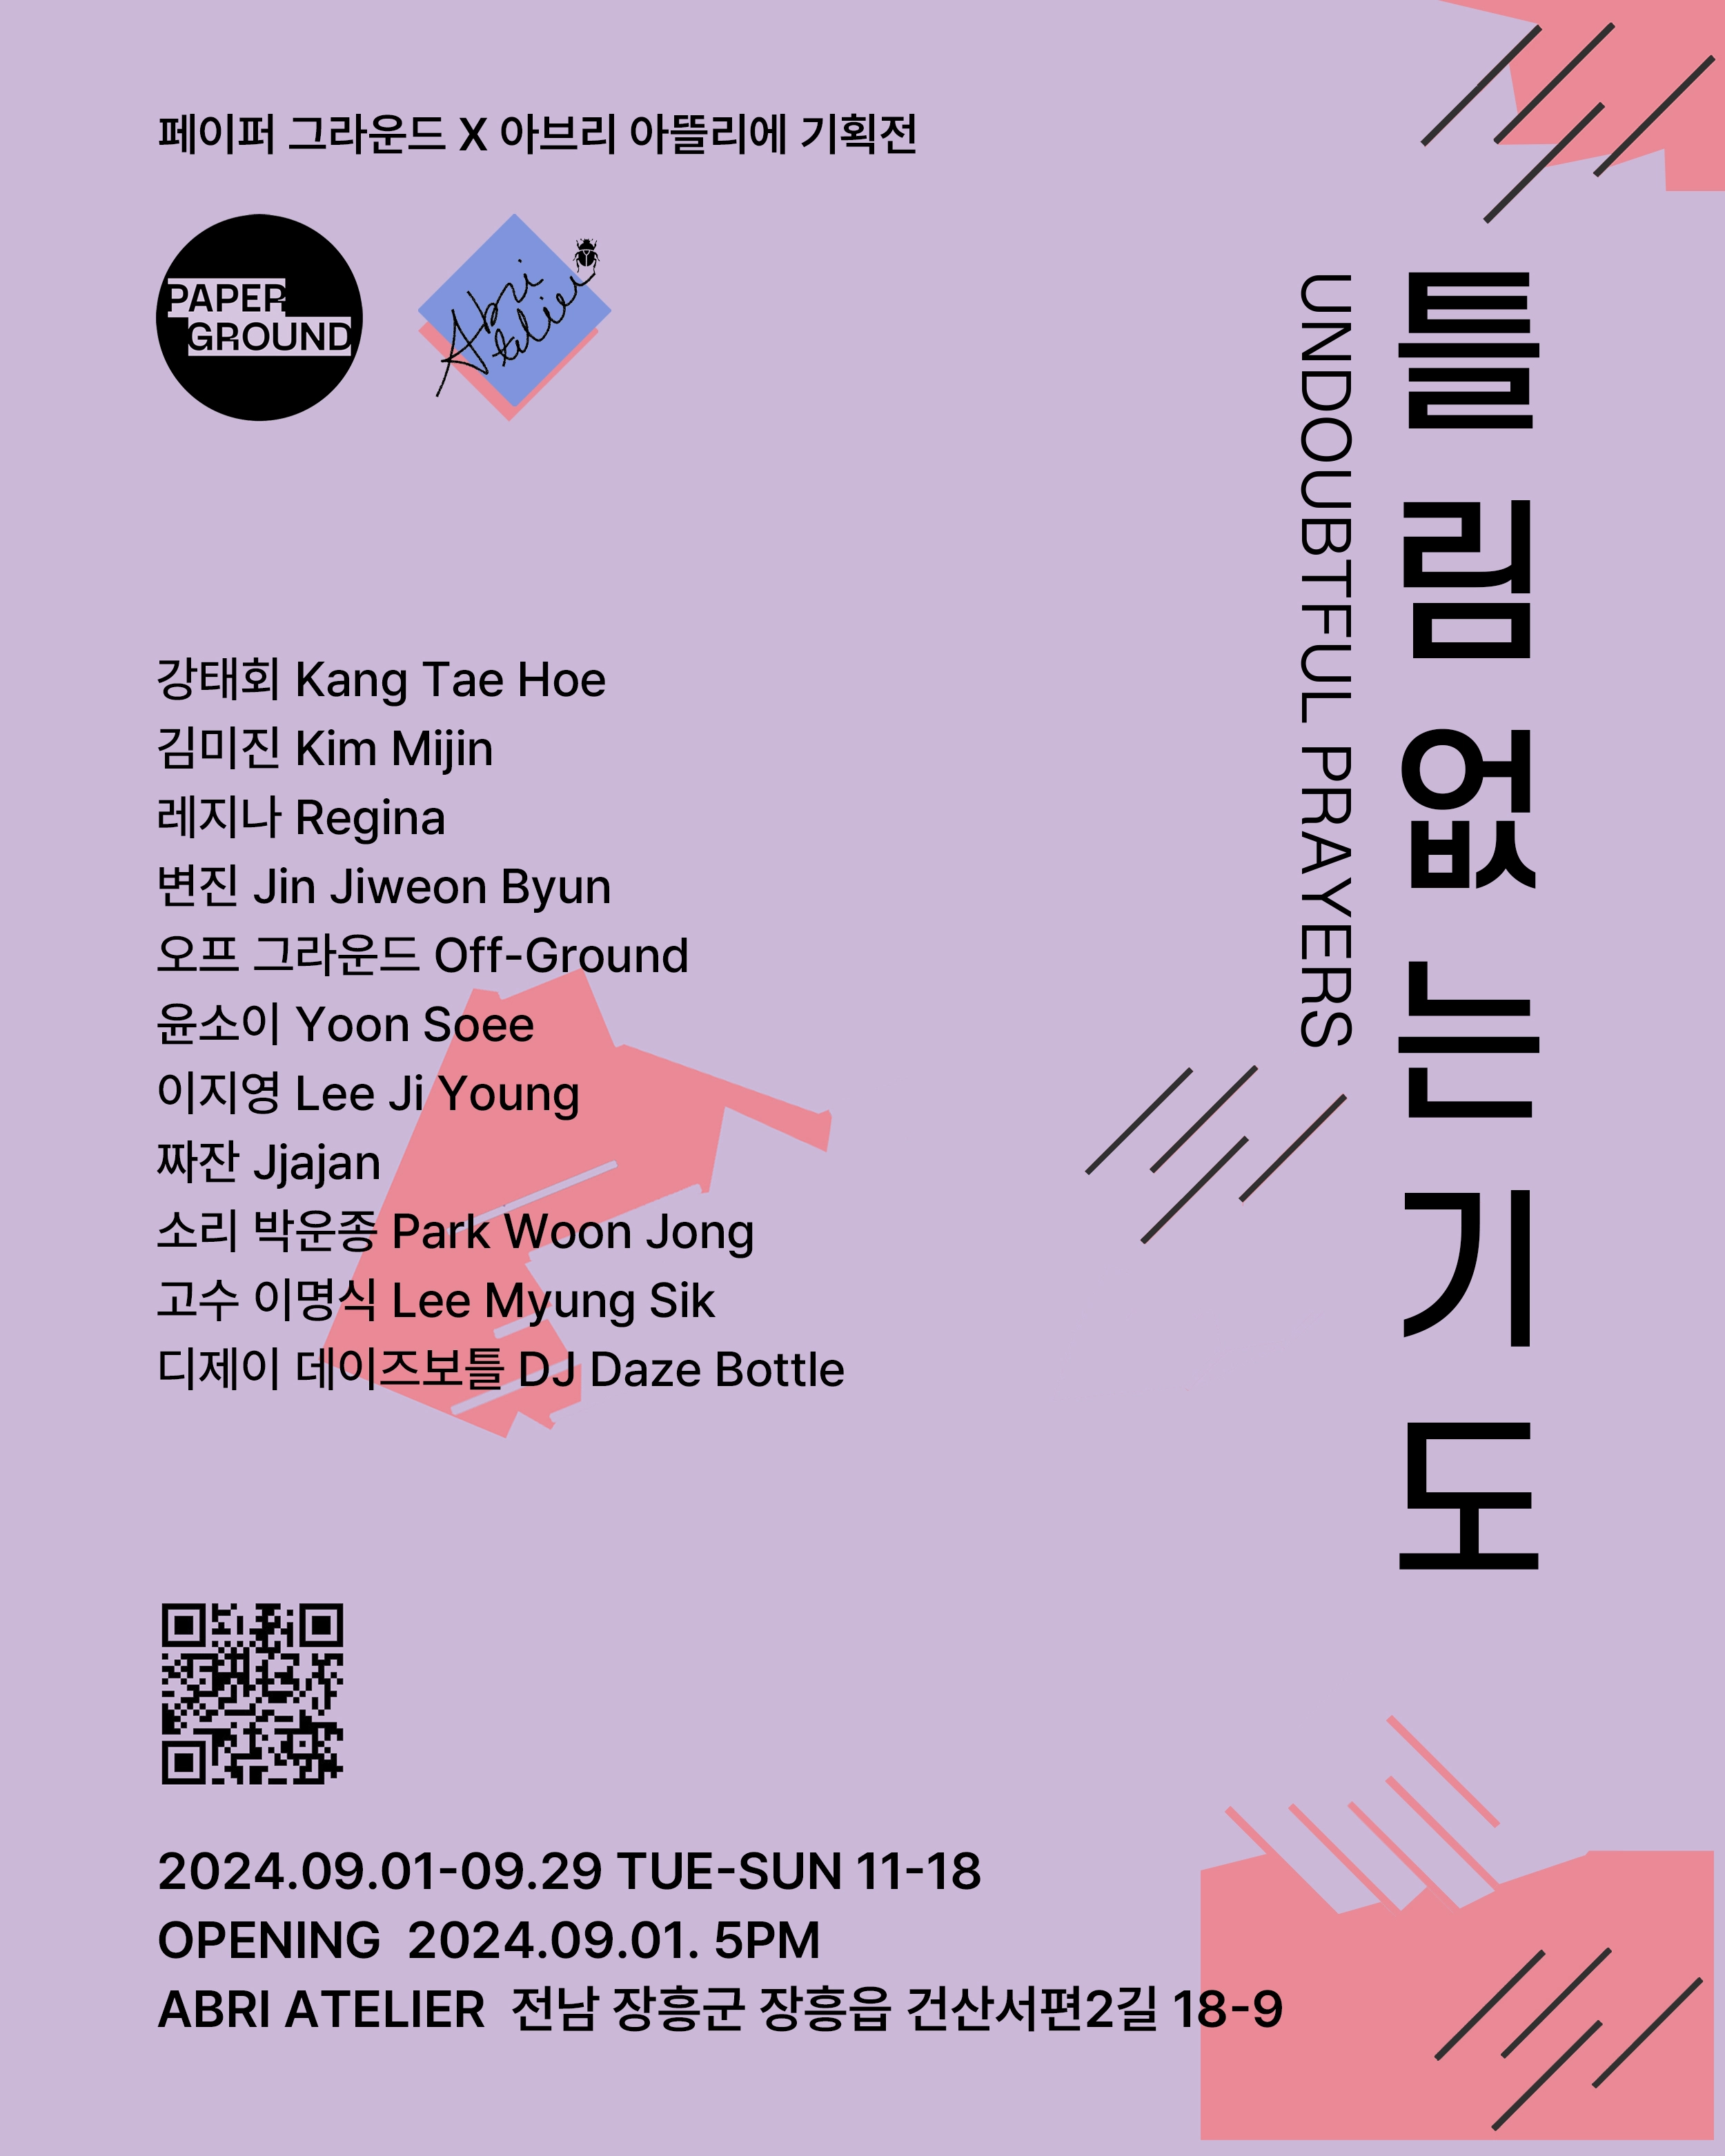 페이퍼 그라운드 X 아브리 아뜰리에 기획전
PAPER
GROUND
Abri
Atelier
틀림없는 기도
UNDOUBTFUL PRAYERS
강태회 Kang Tae Hoe
김미진 Kim Mijin
레지나 Regina
변진 Jin Jiweon Byun
오프 그라운드 Off-Ground
윤소이 Yoon Soee
이지영 Lee Ji Young
짜잔 Jjajan
소리 박운종 Park Woon Jong
고수 이명식 Lee Myung Sik
디제이 데이즈보틀 DJ Daze Bottle
2024.09.01-09.29 TUE-SUN 11-18
OPENING 2024.09.01. 5PM
ABRI ATELIER 전남 장흥군 장흥읍 건산서편2길 18-9